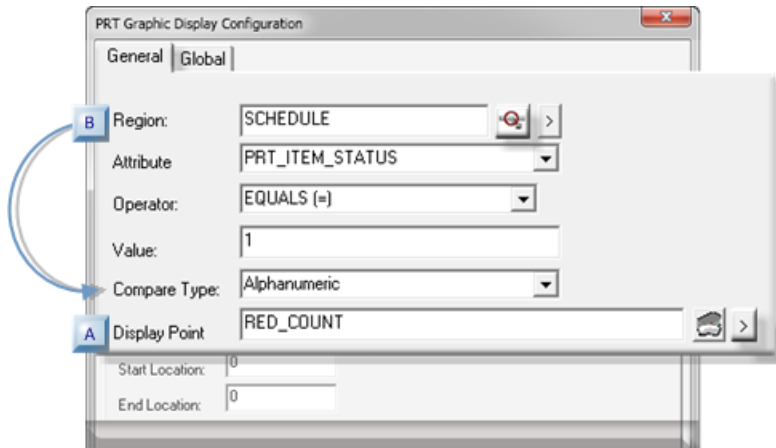 PRT Graphic Display Configuration
General Global
B Region: SCHEDULE >
Attribute PRT_ITEM_STATUS
Operator: EQUALS (=)
Value: 1
Compare Type: Alphanumeric
A Display Point RED_COUNT >
Start Location: 0
End Location: 0